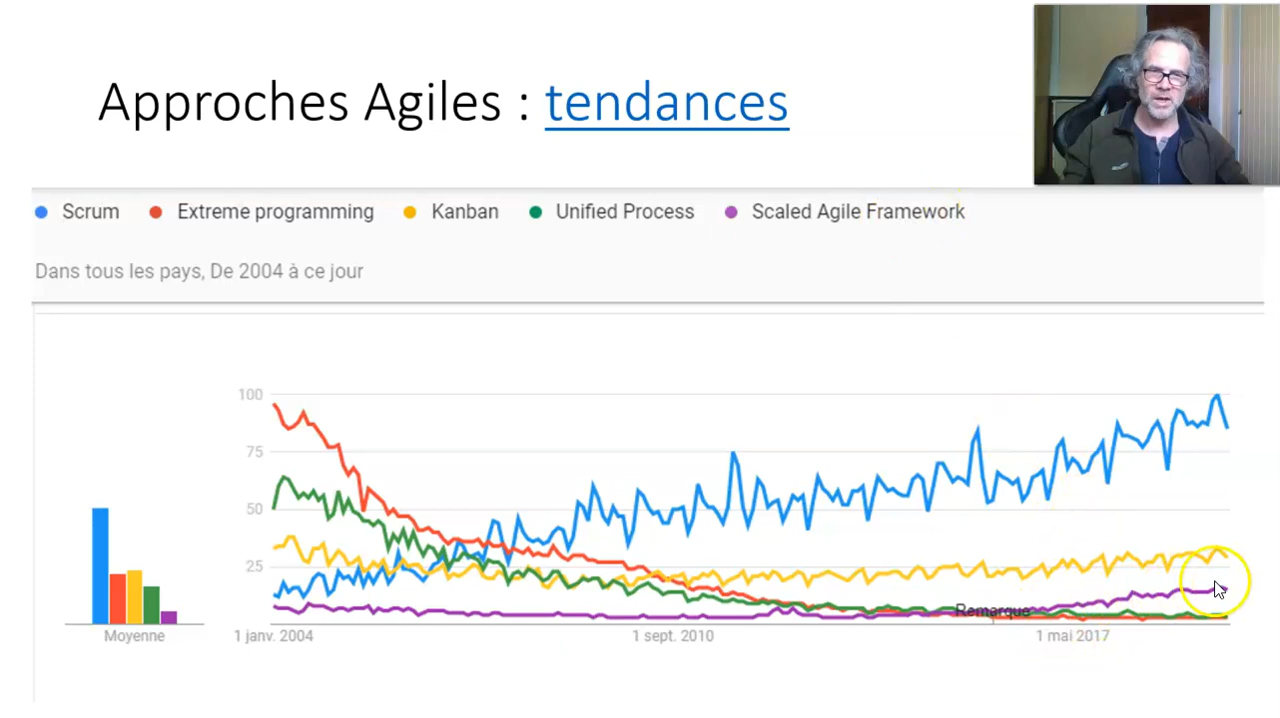 Approches Agiles : tendances
Scrum Extreme programming Kanban Unified Process Scaled Agile Framework
Dans tous les pays, De 2004 à ce jour
100
75
50
25
Remarque
Moyenne 1 janv. 2004 1 sept. 2010 1 mai 2017